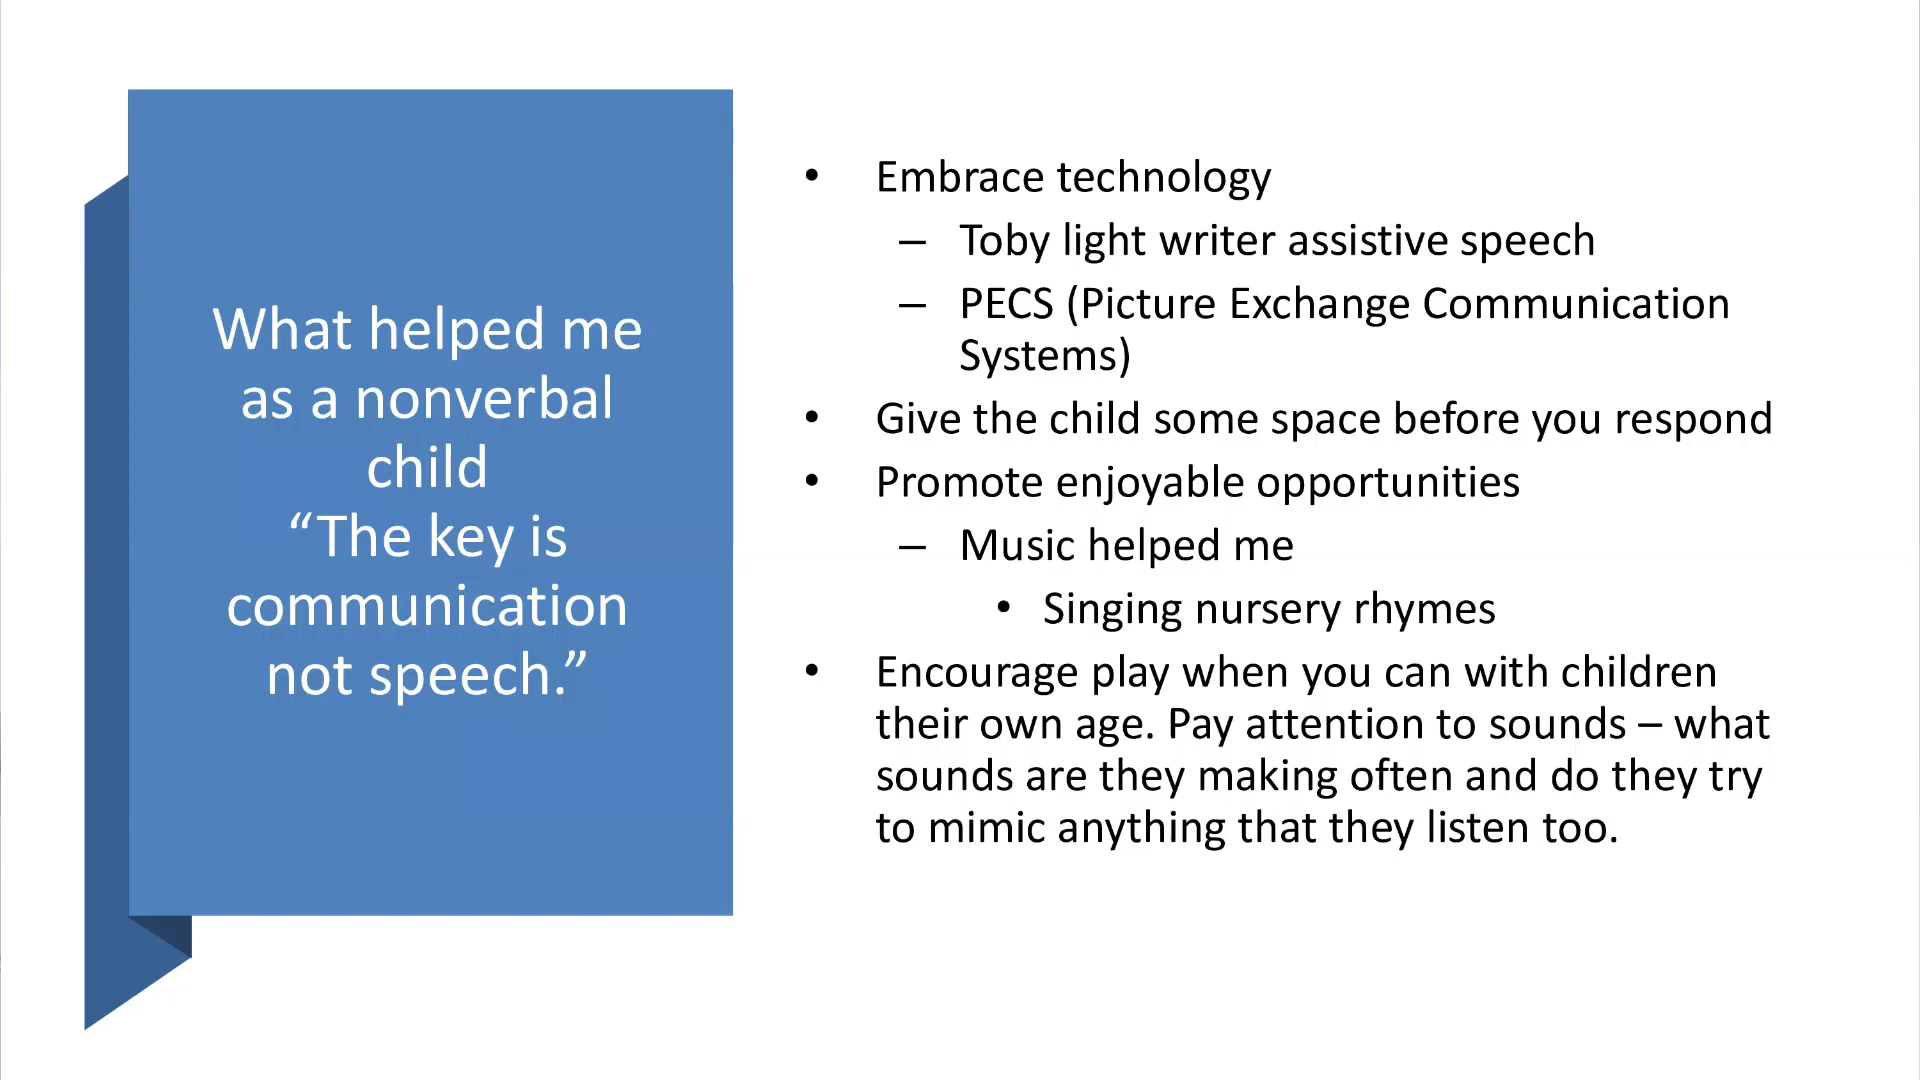 What helped me
as a nonverbal
child
“The key is
communication
not speech.”
• Embrace technology
– Toby light writer assistive speech
– PECS (Picture Exchange Communication
Systems)
• Give the child some space before you respond
• Promote enjoyable opportunities
– Music helped me
• Singing nursery rhymes
• Encourage play when you can with children
their own age. Pay attention to sounds – what
sounds are they making often and do they try
to mimic anything that they listen too.